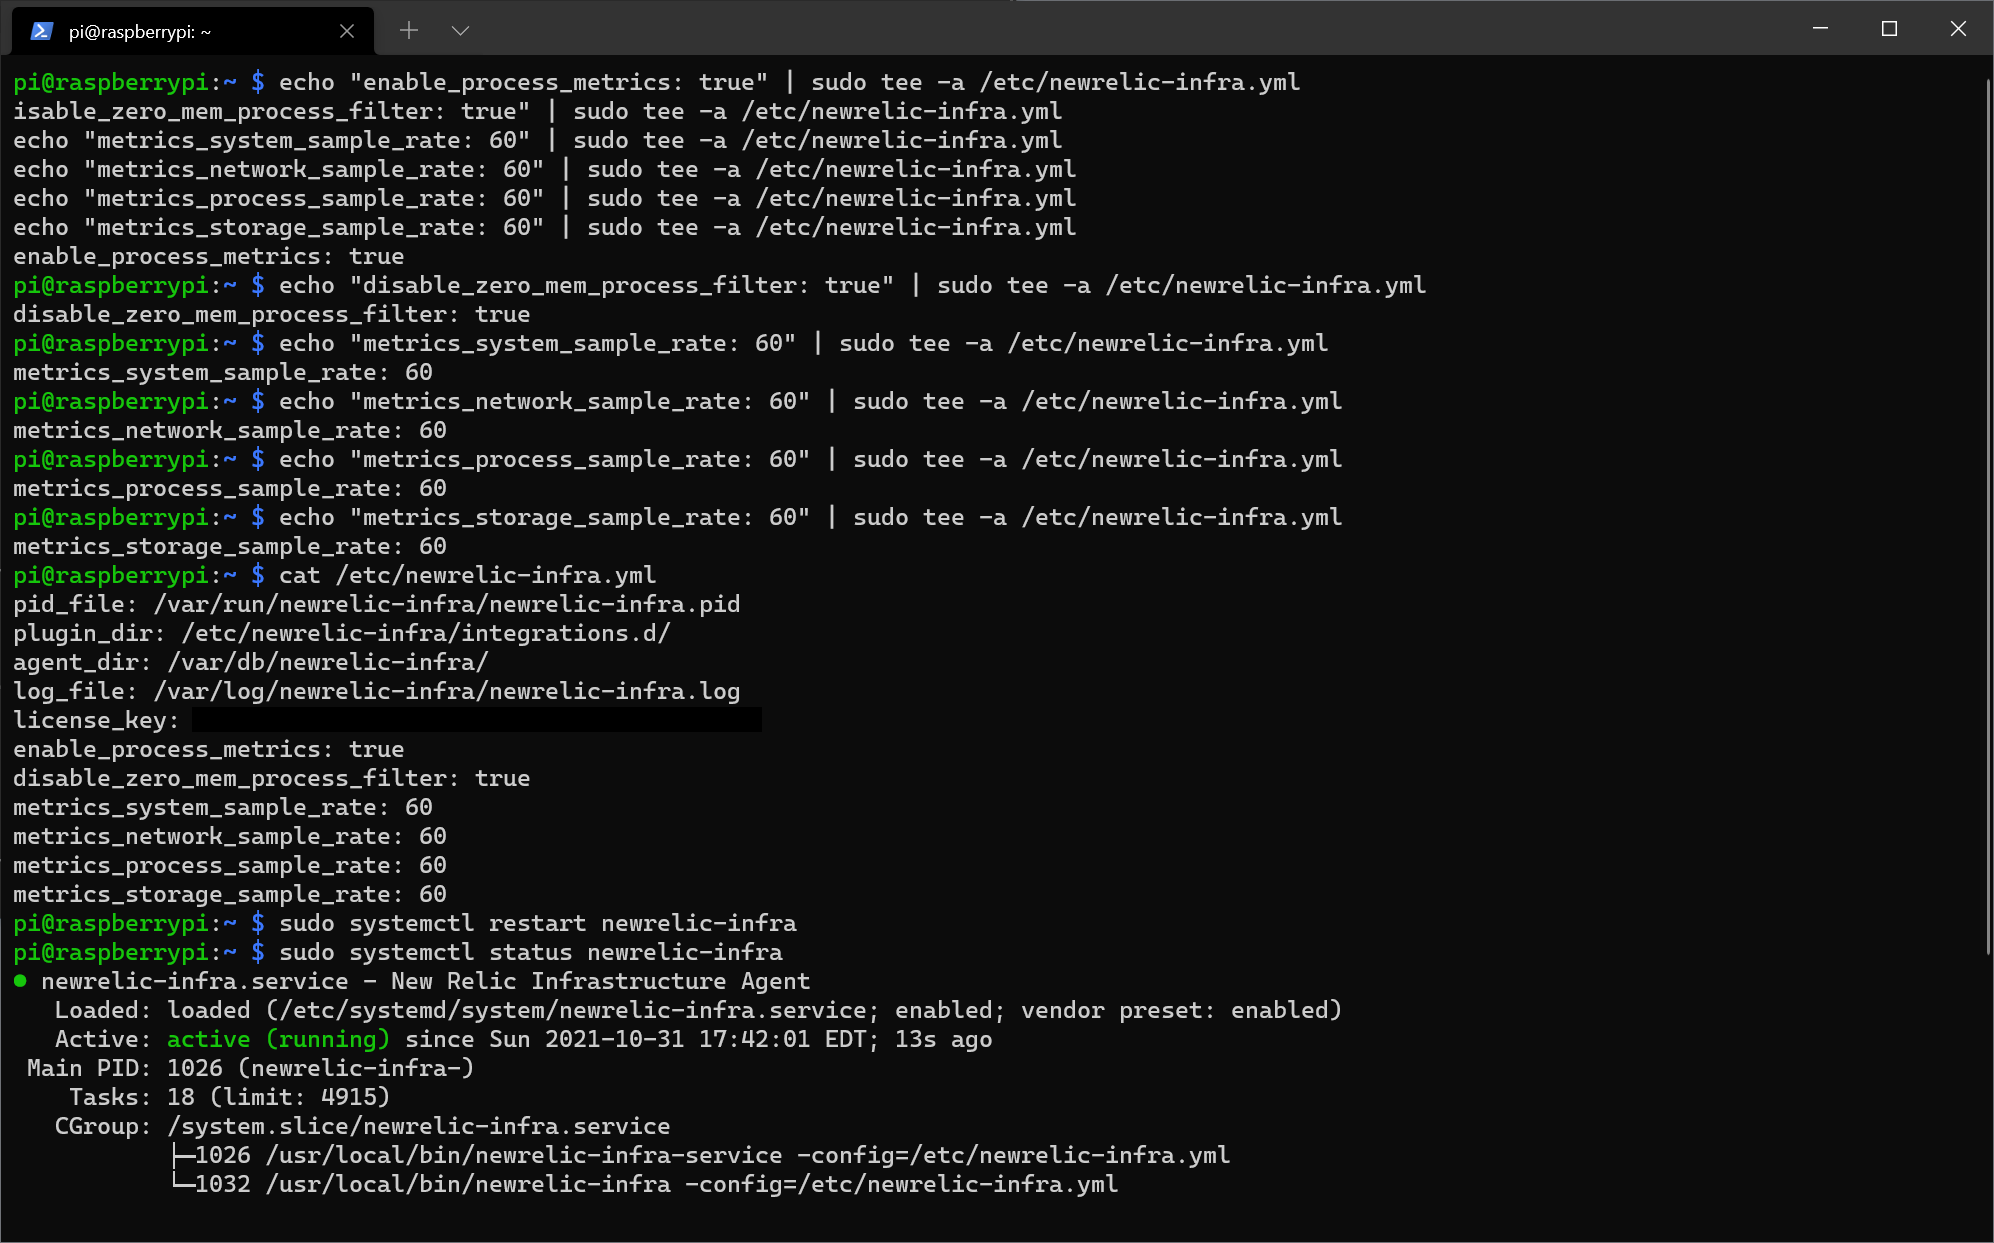 pi@raspberrypi: ~
pi@raspberrypi:~ $ echo "enable_process_metrics: true" | sudo tee -a /etc/newrelic-infra.yml
isable_zero_mem_process_filter: true" | sudo tee -a /etc/newrelic-infra.yml
echo "metrics_system_sample_rate: 60" | sudo tee -a /etc/newrelic-infra.yml
echo "metrics_network_sample_rate: 60" | sudo tee -a /etc/newrelic-infra.yml
echo "metrics_process_sample_rate: 60" | sudo tee -a /etc/newrelic-infra.yml
echo "metrics_storage_sample_rate: 60" | sudo tee -a /etc/newrelic-infra.yml
enable_process_metrics: true
pi@raspberrypi:~ $ echo "disable_zero_mem_process_filter: true" | sudo tee -a /etc/newrelic-infra.yml
disable_zero_mem_process_filter: true
pi@raspberrypi:~ $ echo "metrics_system_sample_rate: 60" | sudo tee -a /etc/newrelic-infra.yml
metrics_system_sample_rate: 60
pi@raspberrypi:~ $ echo "metrics_network_sample_rate: 60" | sudo tee -a /etc/newrelic-infra.yml
metrics_network_sample_rate: 60
pi@raspberrypi:~ $ echo "metrics_process_sample_rate: 60" | sudo tee -a /etc/newrelic-infra.yml
metrics_process_sample_rate: 60
pi@raspberrypi:~ $ echo "metrics_storage_sample_rate: 60" | sudo tee -a /etc/newrelic-infra.yml
metrics_storage_sample_rate: 60
pi@raspberrypi:~ $ cat /etc/newrelic-infra.yml
pid_file: /var/run/newrelic-infra/newrelic-infra.pid
plugin_dir: /etc/newrelic-infra/integrations.d/
agent_dir: /var/db/newrelic-infra/
log_file: /var/log/newrelic-infra/newrelic-infra.log
license_key:
enable_process_metrics: true
disable_zero_mem_process_filter: true
metrics_system_sample_rate: 60
metrics_network_sample_rate: 60
metrics_process_sample_rate: 60
metrics_storage_sample_rate: 60
pi@raspberrypi:~ $ sudo systemctl restart newrelic-infra
pi@raspberrypi:~ $ sudo systemctl status newrelic-infra
● newrelic-infra.service - New Relic Infrastructure Agent
   Loaded: loaded (/etc/systemd/system/newrelic-infra.service; enabled; vendor preset: enabled)
   Active: active (running) since Sun 2021-10-31 17:42:01 EDT; 13s ago
 Main PID: 1026 (newrelic-infra-)
    Tasks: 18 (limit: 4915)
   CGroup: /system.slice/newrelic-infra.service
           ├─1026 /usr/local/bin/newrelic-infra-service -config=/etc/newrelic-infra.yml
           └─1032 /usr/local/bin/newrelic-infra -config=/etc/newrelic-infra.yml